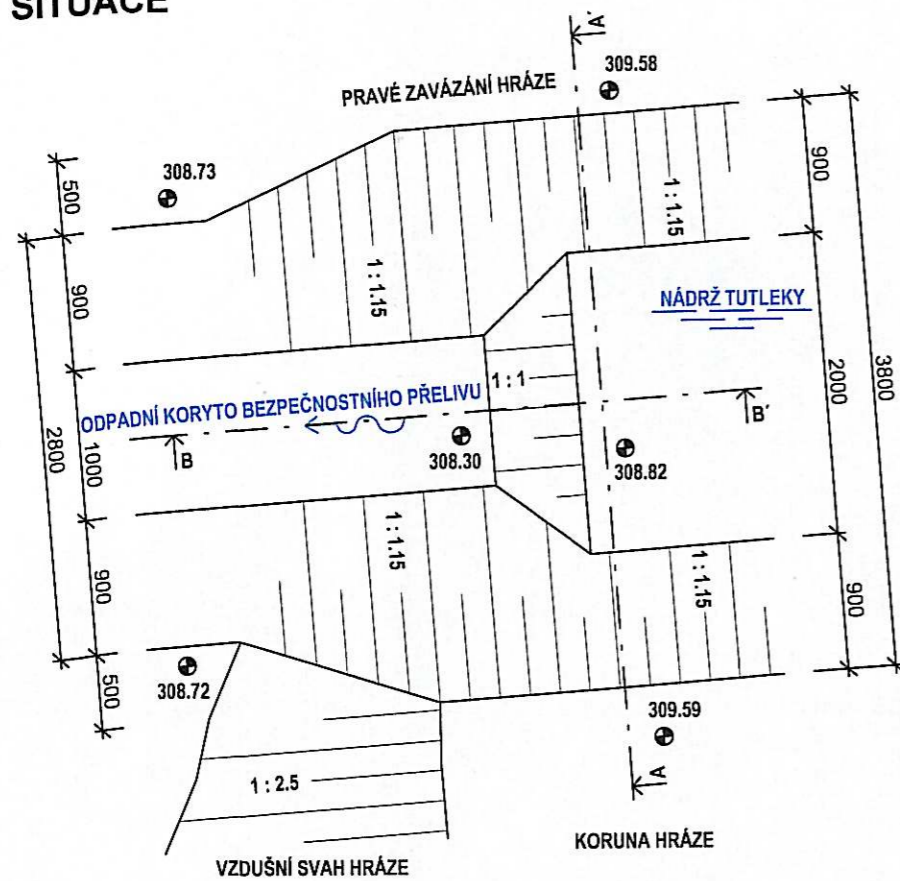 SITUACE
A'
309.58
PRAVÉ ZAVÁZÁNÍ HRÁZE
308.73
500
900
1 : 1.15
1 : 1.15
900
NÁDRŽ TUTLEKY
1 : 1
ODPADNÍ KORYTO BEZPEČNOSTNÍHO PŘELIVU
B
B'
308.30
308.82
2800
1000
2000
3800
1 : 1.15
1 : 1.15
900
900
308.72
500
309.59
A
1 : 2.5
KORUNA HRÁZE
VZDUŠNÍ SVAH HRÁZE